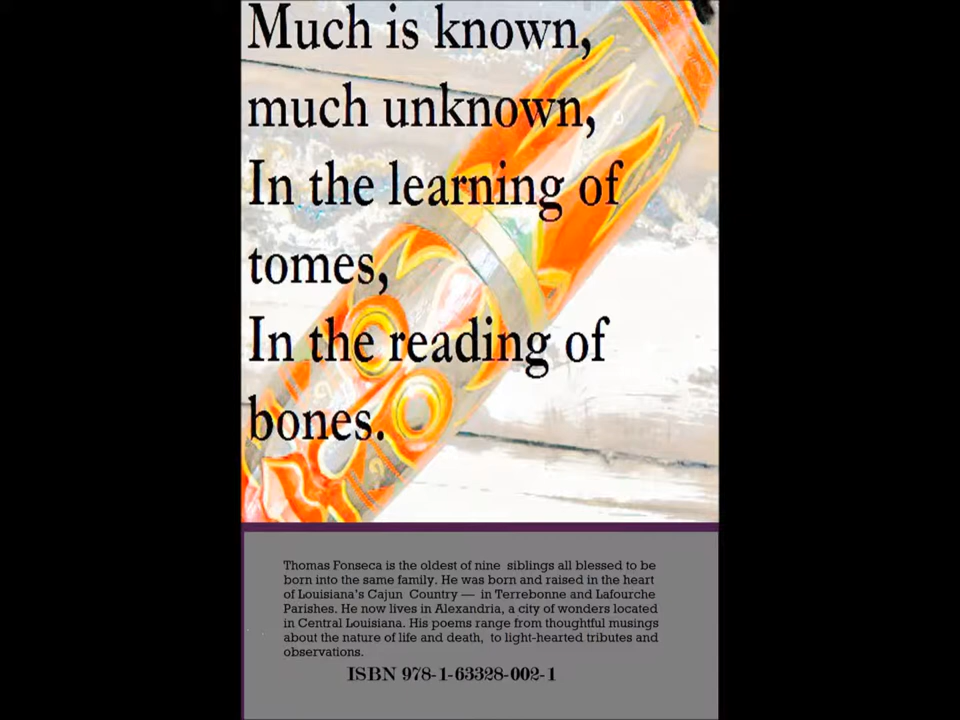 Much is known,
much unknown,
In the learning of
tomes,
In the reading of
bones.
Thomas Fonseca is the oldest of nine siblings all blessed to be
born into the same family. He was born and raised in the heart
of Louisiana's Cajun Country — in Terrebonne and Lafourche
Parishes. He now lives in Alexandria, a city of wonders located
in Central Louisiana. His poems range from thoughtful musings
about the nature of life and death, to light-hearted tributes and
observations.
ISBN 978-1-63328-002-1